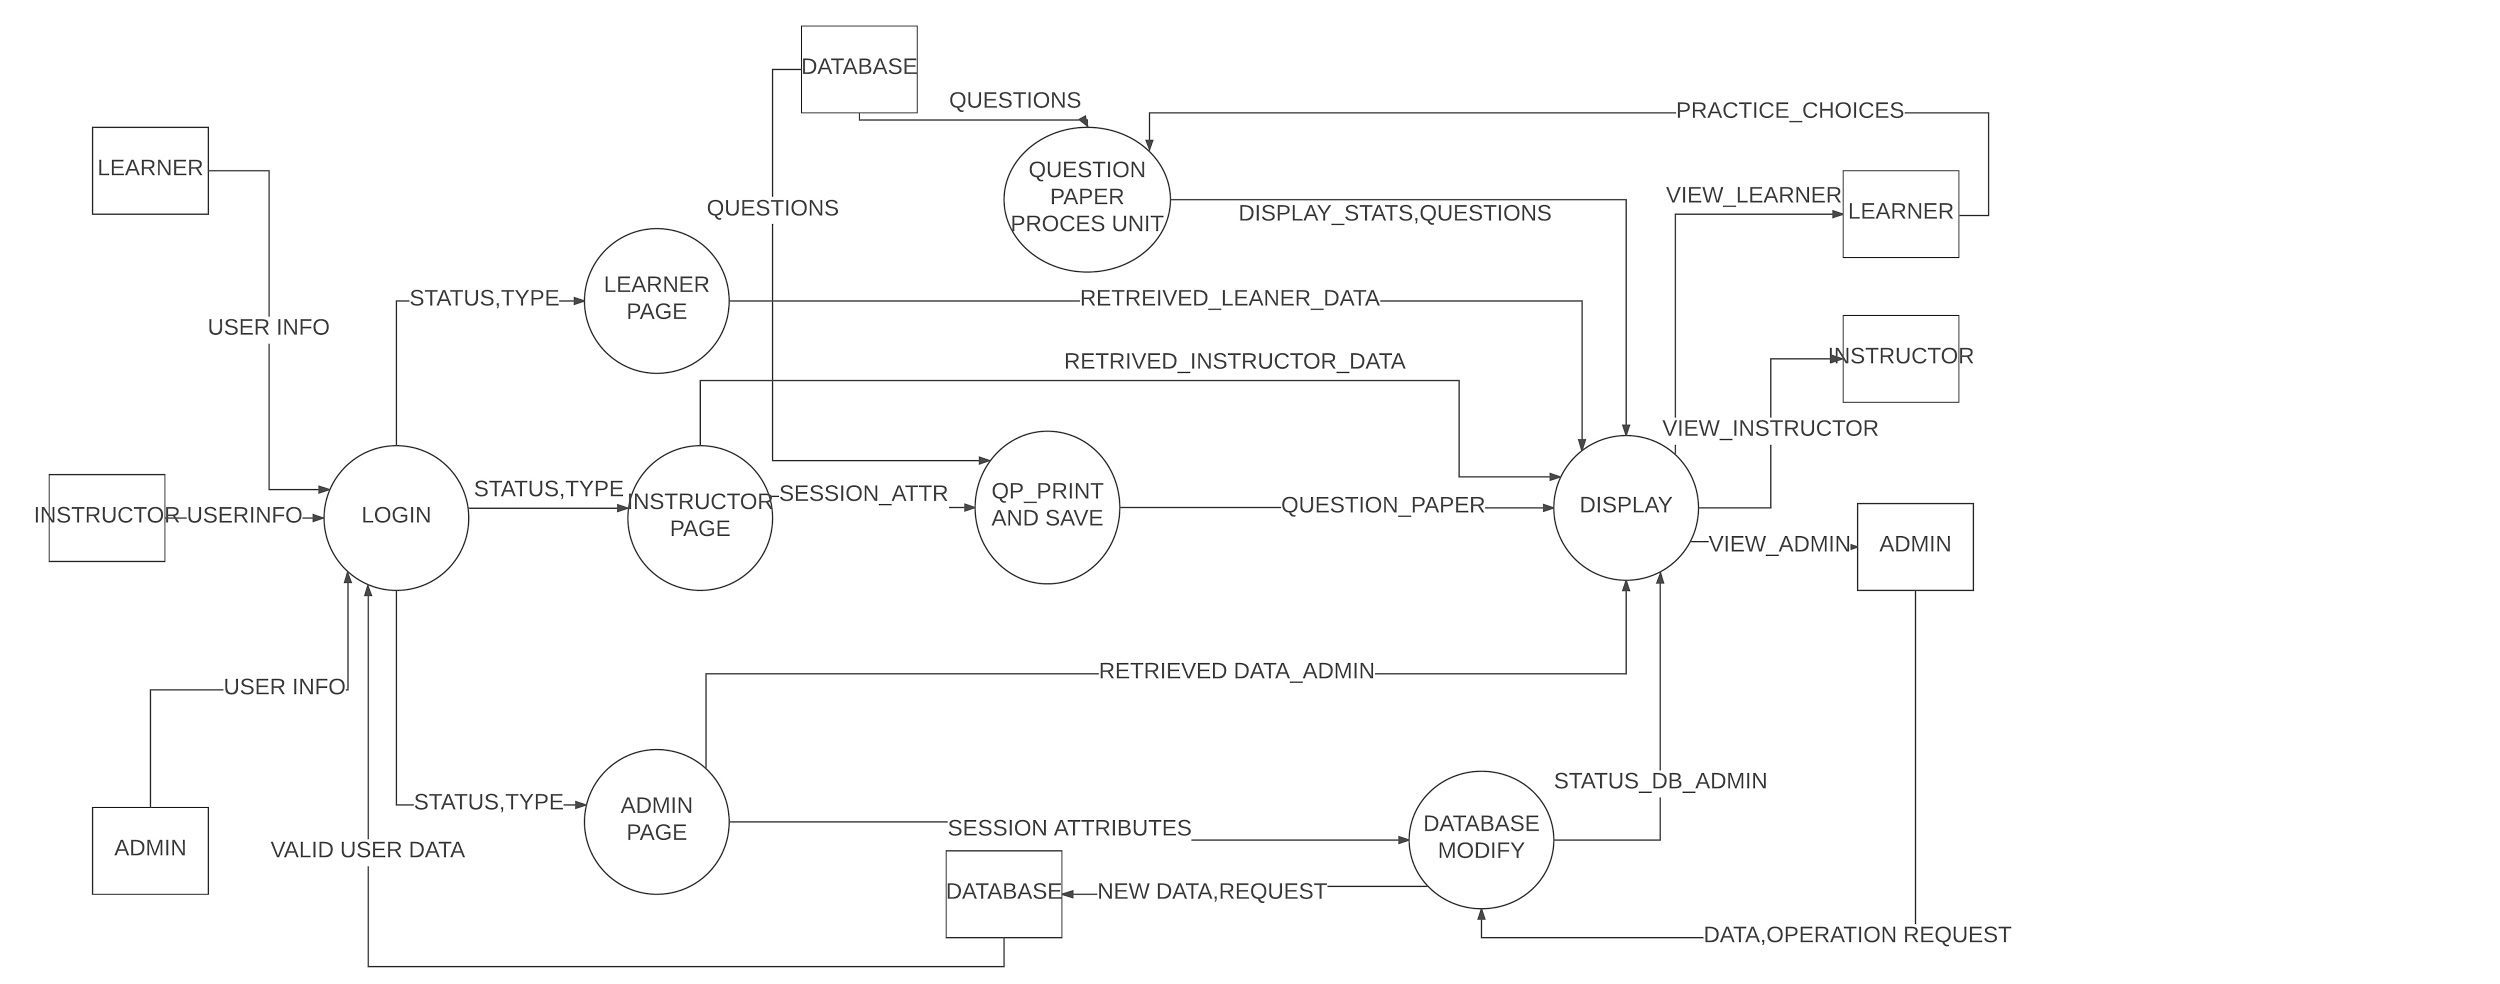 DATABASE
QUESTIONS
PRACTICE_CHOICES
LEARNER
QUESTION
PAPER
PROCES UNIT
VIEW_LEARNER
LEARNER
QUESTIONS
DISPLAY_STATS,QUESTIONS
LEARNER
PAGE
STATUS,TYPE
RETREIVED_LEANER_DATA
USER INFO
RETRIVED_INSTRUCTOR_DATA
INSTRUCTOR
VIEW_INSTRUCTOR
INSTRUCTOR
USERINFO
LOGIN
STATUS,TYPE
INSTRUCTOR
PAGE
SESSION_ATTR
QP_PRINT
AND SAVE
QUESTION_PAPER
DISPLAY
VIEW_ADMIN
ADMIN
USER INFO
RETRIEVED DATA_ADMIN
STATUS_DB_ADMIN
STATUS,TYPE
ADMIN
PAGE
SESSION ATTRIBUTES
DATABASE
MODIFY
ADMIN
VALID USER DATA
DATABASE
NEW DATA,REQUEST
DATA,OPERATION REQUEST